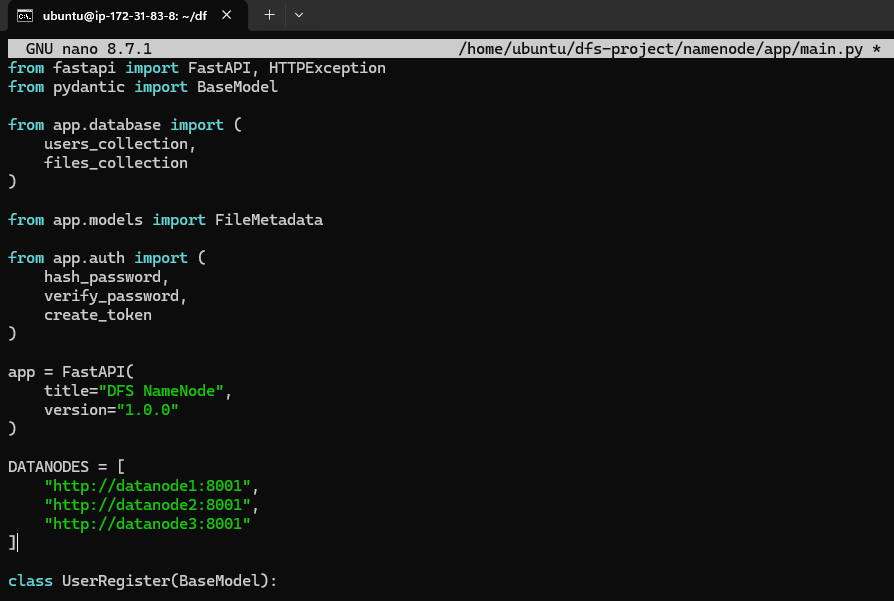 ubuntu@ip-172-31-83-8: ~/df
GNU nano 8.7.1 /home/ubuntu/dfs-project/namenode/app/main.py *
from fastapi import FastAPI, HTTPException
from pydantic import BaseModel
from app.database import (
    users_collection,
    files_collection
)
from app.models import FileMetadata
from app.auth import (
    hash_password,
    verify_password,
    create_token
)
app = FastAPI(
    title="DFS NameNode",
    version="1.0.0"
)
DATANODES = [
    "http://datanode1:8001",
    "http://datanode2:8001",
    "http://datanode3:8001"
]
class UserRegister(BaseModel):